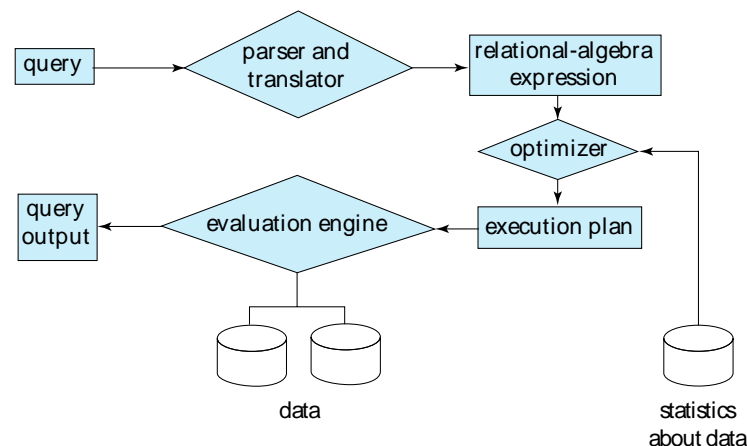 query
parser and
translator
relational-algebra
expression
optimizer
query
output
evaluation engine
execution plan
data
statistics
about data